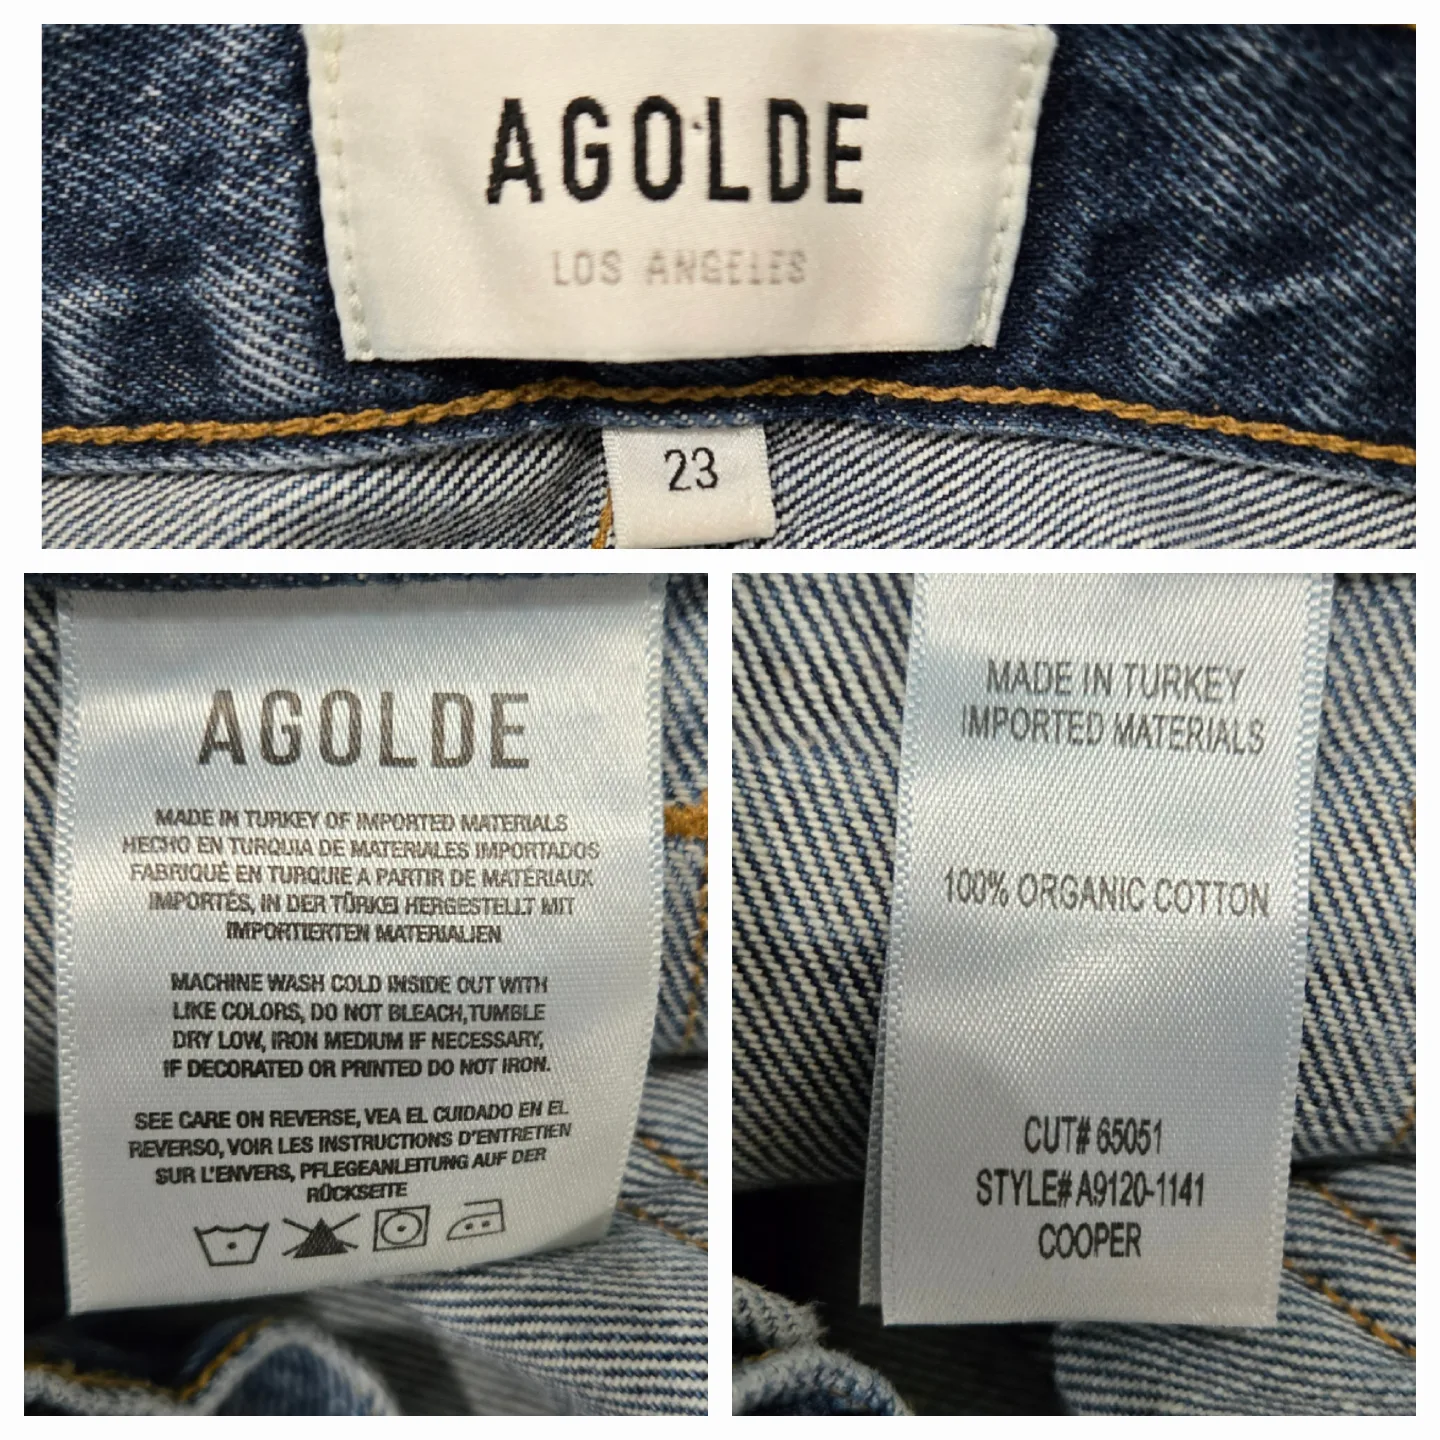 AGOLDE
LOS ANGELES
23
AGOLDE
MADE IN TURKEY OF IMPORTED MATERIALS
HECHO EN TURQUIA DE MATERIALES IMPORTADOS
FABRIQUÉ EN TURQUIE A PARTIR DE MATÉRIAUX
IMPORTÉS, IN DER TÜRKEI HERGESTELLT MIT
IMPORTIERTEN MATERIALIEN
MACHINE WASH COLD INSIDE OUT WITH
LIKE COLORS, DO NOT BLEACH,TUMBLE
DRY LOW, IRON MEDIUM IF NECESSARY,
IF DECORATED OR PRINTED DO NOT IRON.
SEE CARE ON REVERSE, VEA EL CUIDADO EN EL
REVERSO, VOIR LES INSTRUCTIONS D'ENTRETIEN
SUR L'ENVERS, PFLEGEANLEITUNG AUF DER
RÜCKSEITE
MADE IN TURKEY
IMPORTED MATERIALS
100% ORGANIC COTTON
CUT# 65051
STYLE# A9120-1141
COOPER